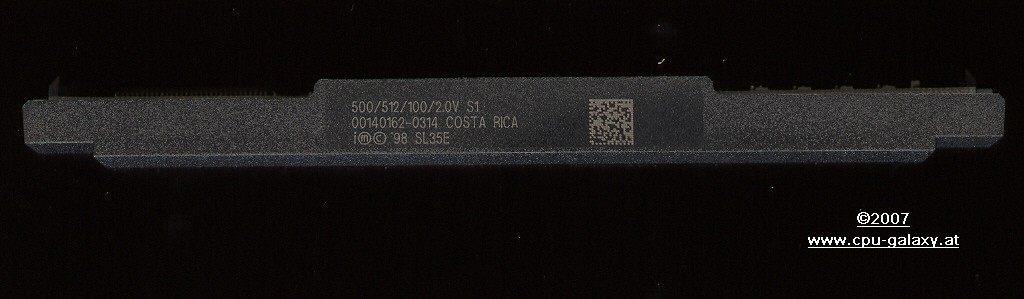 500/512/100/2.0V S1
00140162-0314 COSTA RICA
i m © '98 SL35E
©2007
www.cpu-galaxy.at